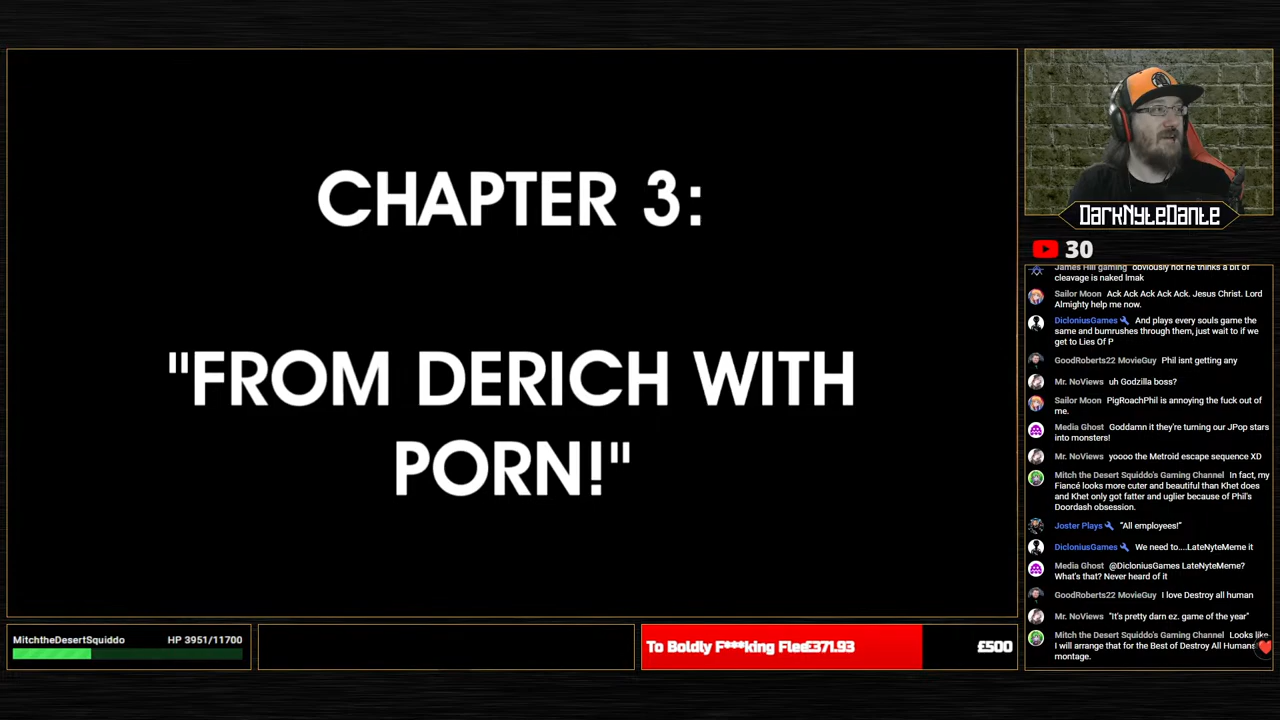 CHAPTER 3:
"FROM DERICH WITH
PORN!"
DarkNyteDante
30
James Hill gaming obviously not he thinks a bit of
cleavage is naked lmak
Sailor Moon Ack Ack Ack Ack Ack. Jesus Christ. Lord
Almighty help me now.
DicloniusGames And plays every souls game the
same and bumrushes through them, just wait to if we
get to Lies Of P
GoodRoberts22 MovieGuy Phil isnt getting any
Mr. NoViews uh Godzilla boss?
Sailor Moon PigRoachPhil is annoying the fuck out of
me.
Media Ghost Goddamn it they're turning our JPop stars
into monsters!
Mr. NoViews yoooo the Metroid escape sequence XD
Mitch the Desert Squiddo's Gaming Channel In fact, my
Fiancé looks more cuter and beautiful than Khet does
and Khet only got fatter and uglier because of Phil's
Doordash obsession.
Joster Plays "All employees!"
DicloniusGames We need to....LateNyteMeme it
Media Ghost @DicloniusGames LateNyteMeme?
What's that? Never heard of it
GoodRoberts22 MovieGuy I love Destroy all human
Mr. NoViews "It's pretty darn ez. game of the year"
Mitch the Desert Squiddo's Gaming Channel Looks like
I will arrange that for the Best of Destroy All Humans
montage.
MitchtheDesertSquiddo HP 3951/11700
To Boldly F***king Flee£371.93 £500